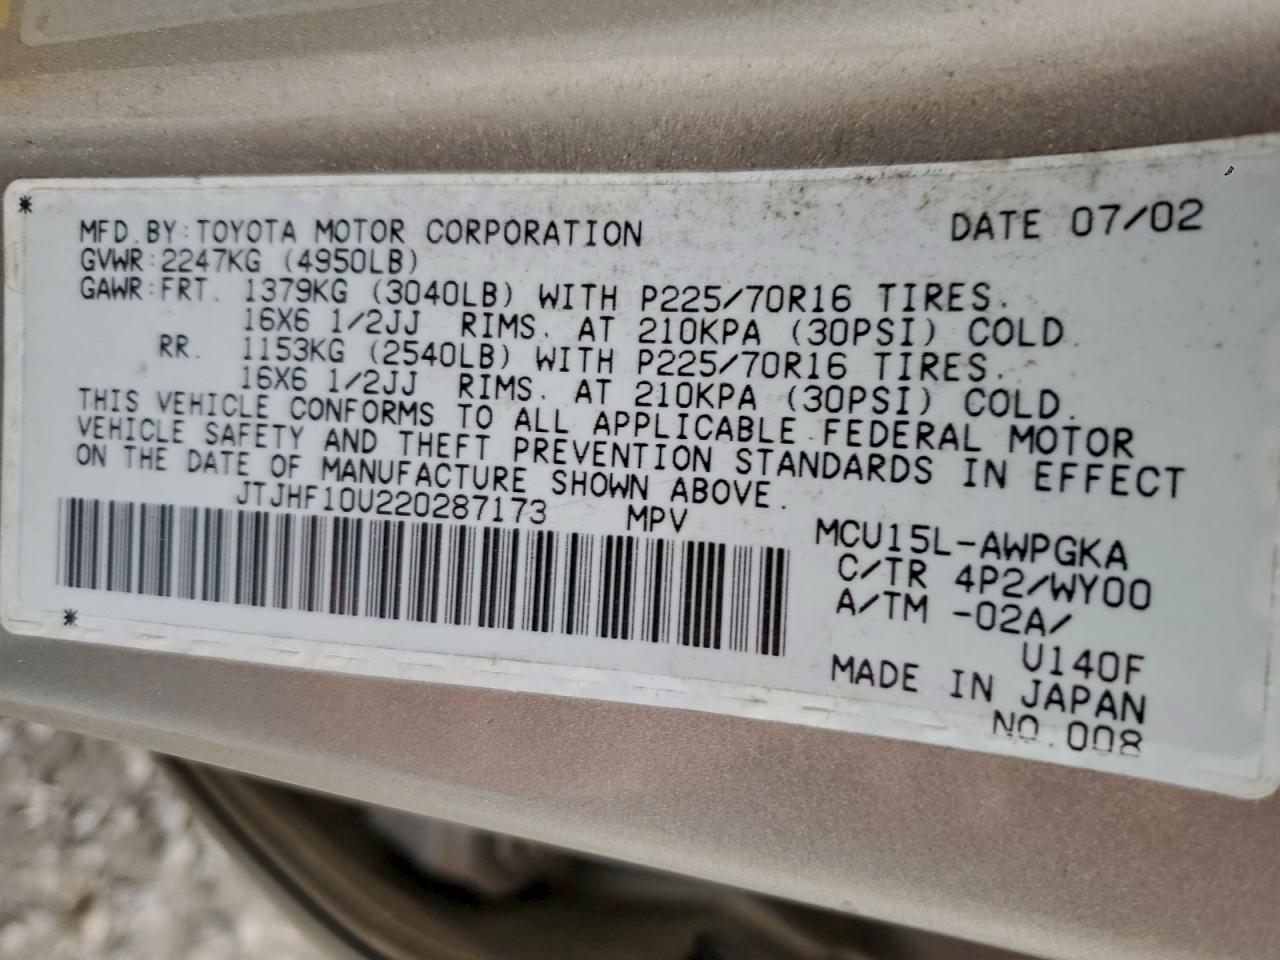 MFD. BY: TOYOTA MOTOR CORPORATION DATE 07/02
GVWR: 2247KG (4950LB)
GAWR: FRT. 1379KG (3040LB) WITH P225/70R16 TIRES.
16X6 1/2JJ RIMS. AT 210KPA (30PSI) COLD.
RR. 1153KG (2540LB) WITH P225/70R16 TIRES.
16X6 1/2JJ RIMS. AT 210KPA (30PSI) COLD.
THIS VEHICLE CONFORMS TO ALL APPLICABLE FEDERAL MOTOR
VEHICLE SAFETY AND THEFT PREVENTION STANDARDS IN EFFECT
ON THE DATE OF MANUFACTURE SHOWN ABOVE.
JTJHF10U220287173 MPV
MCU15L-AWPGKA
C/TR 4P2/WY00
A/TM -02A/
U140F
MADE IN JAPAN
NO.008